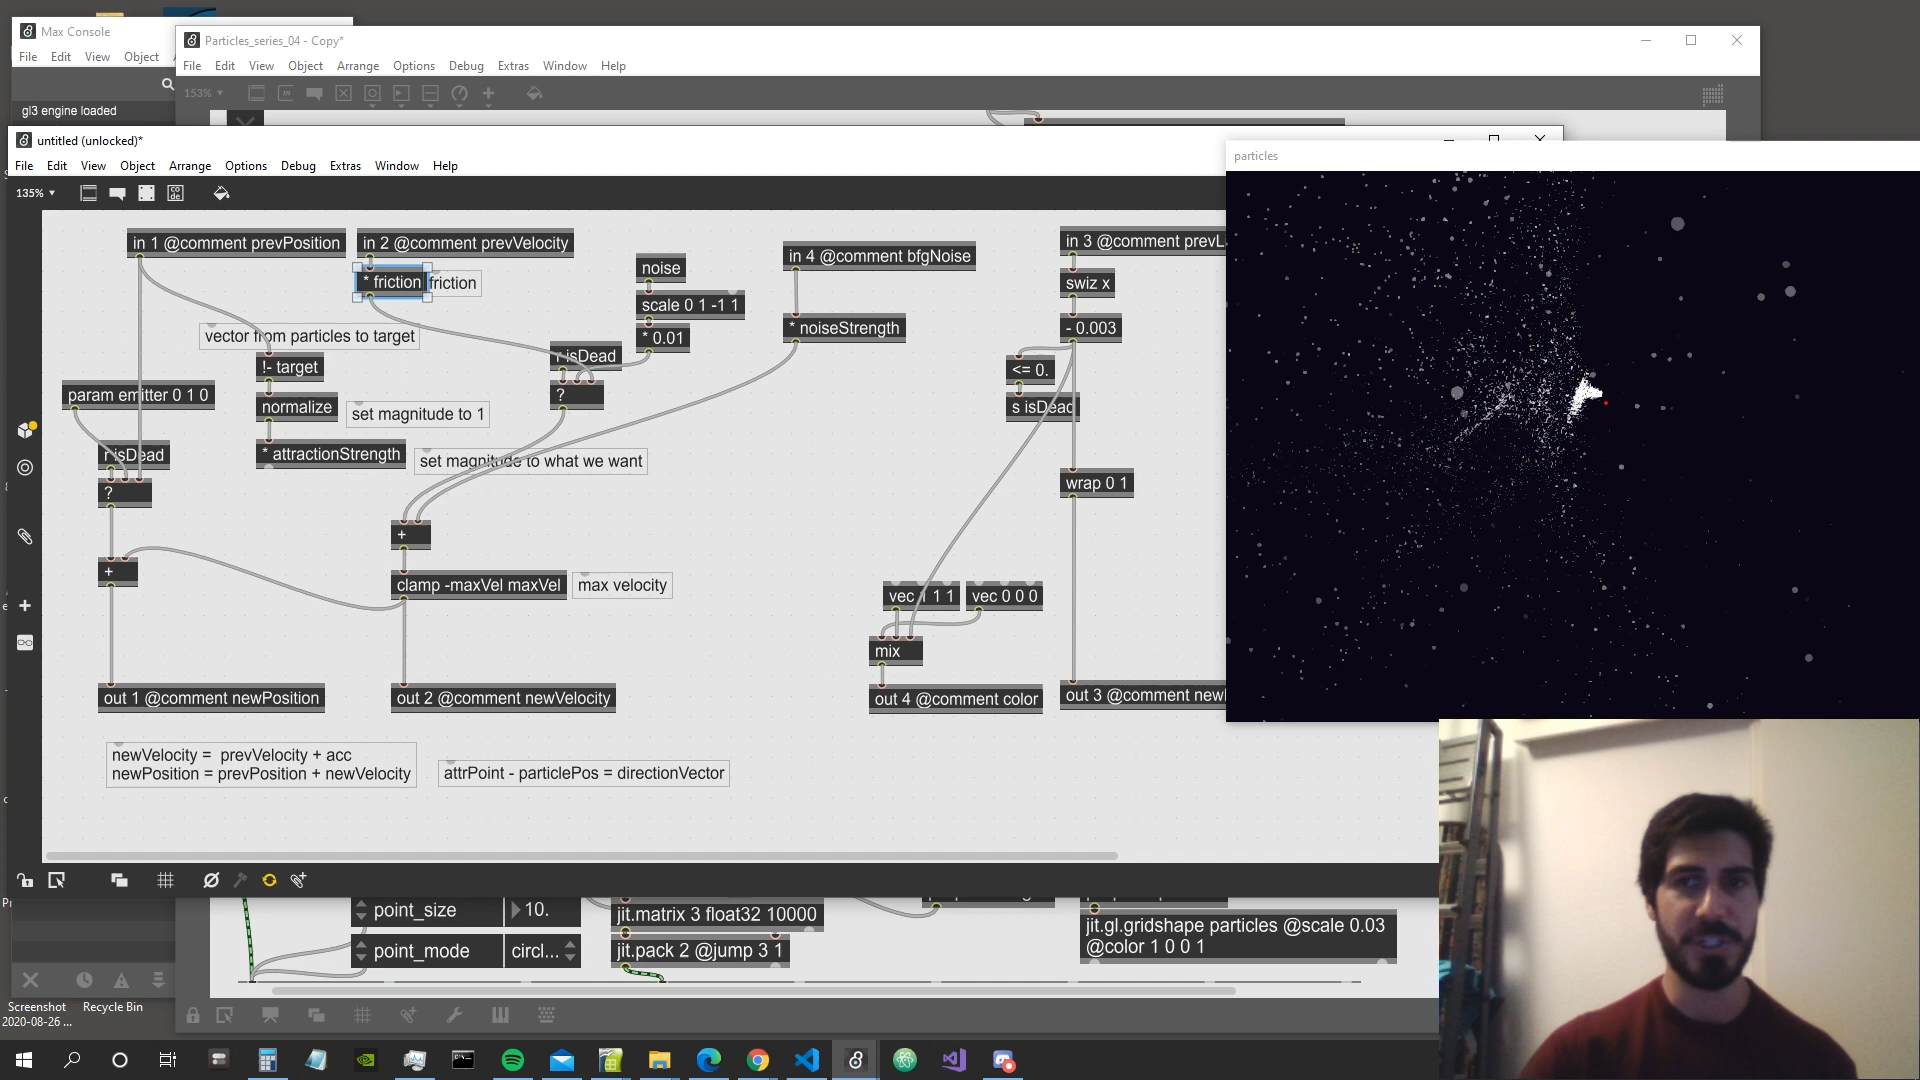 Max Console
File Edit View Object
gl3 engine loaded
Particles_series_04 - Copy*
File Edit View Object Arrange Options Debug Extras Window Help
153%
untitled (unlocked)*
File Edit View Object Arrange Options Debug Extras Window Help
135%
in 1 @comment prevPosition
in 2 @comment prevVelocity
* friction
friction
noise
scale 0 1 -1 1
* 0.01
in 4 @comment bfgNoise
* noiseStrength
in 3 @comment prevL
swiz x
- 0.003
<= 0.
s isDead
vector from particles to target
!- target
param emitter 0 1 0
normalize
set magnitude to 1
* attractionStrength
set magnitude to what we want
r isDead
?
r isDead
?
+
+
clamp -maxVel maxVel
max velocity
wrap 0 1
vec 1 1 1
vec 0 0 0
mix
out 1 @comment newPosition
out 2 @comment newVelocity
out 4 @comment color
out 3 @comment newl
newVelocity = prevVelocity + acc
newPosition = prevPosition + newVelocity
attrPoint - particlePos = directionVector
particles
point_size
10.
point_mode
circl...
jit.matrix 3 float32 10000
jit.pack 2 @jump 3 1
jit.gl.gridshape particles @scale 0.03
@color 1 0 0 1
Screenshot
2020-08-26 ...
Recycle Bin